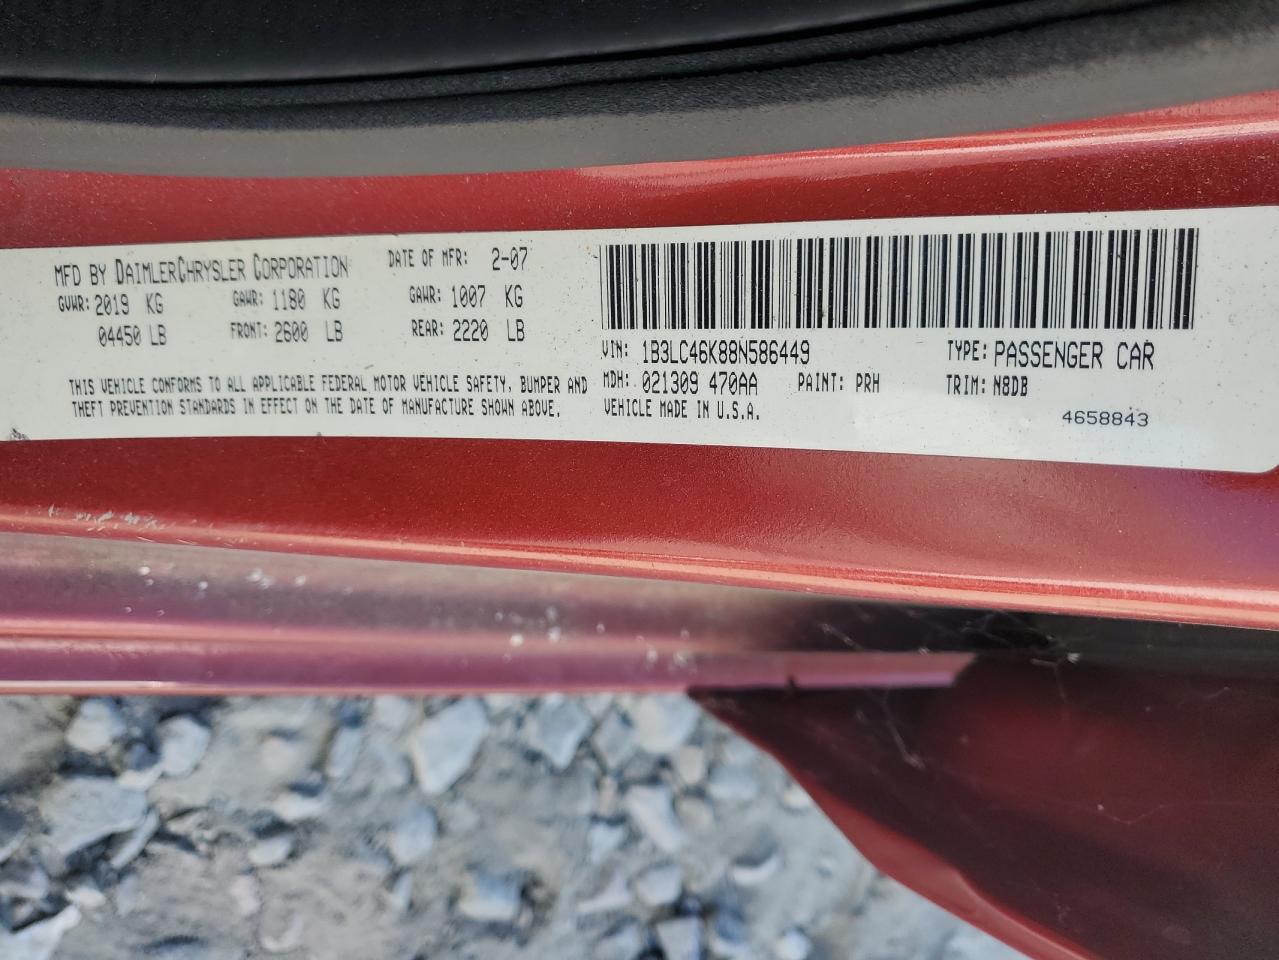 MFD BY DAIMLERCHRYSLER CORPORATION DATE OF MFR: 2-07
GVWR: 2019 KG GAWR: 1180 KG GAWR: 1007 KG
04450 LB FRONT: 2600 LB REAR: 2220 LB
THIS VEHICLE CONFORMS TO ALL APPLICABLE FEDERAL MOTOR VEHICLE SAFETY, BUMPER AND
THEFT PREVENTION STANDARDS IN EFFECT ON THE DATE OF MANUFACTURE SHOWN ABOVE.
VIN: 1B3LC46K88N586449 TYPE: PASSENGER CAR
MDH: 021309 470AA PAINT: PRH TRIM: N8DB
VEHICLE MADE IN U.S.A. 4658843